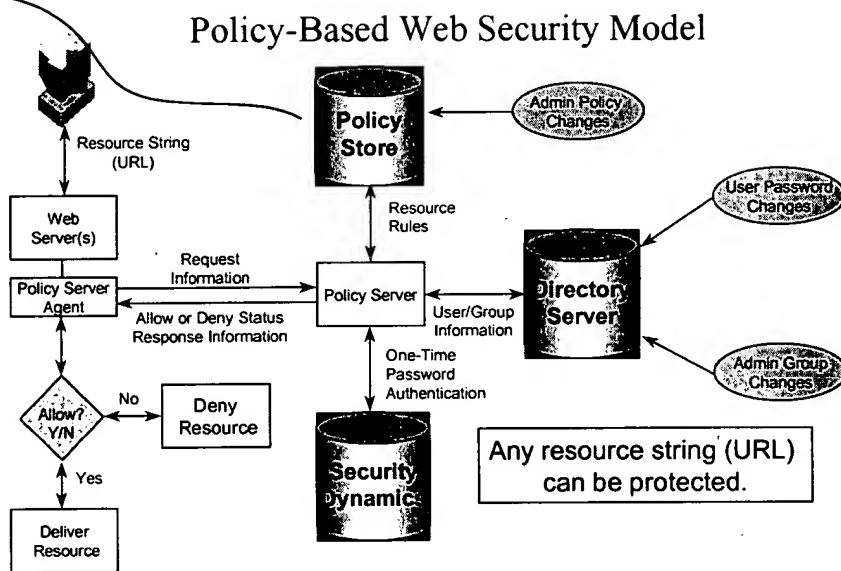 Policy-Based Web Security Model
Resource String
(URL)
Policy
Store
Admin Policy
Changes
User Password
Changes
Web
Server(s)
Resource
Rules
Request
Information
Policy Server
Agent
Policy Server
Directory
Server
Allow or Deny Status
Response Information
User/Group
Information
One-Time
Password
Authentication
Admin Group
Changes
Allow?
Y/N
No
Deny
Resource
Yes
Security
Dynamics
Any resource string (URL)
can be protected.
Deliver
Resource